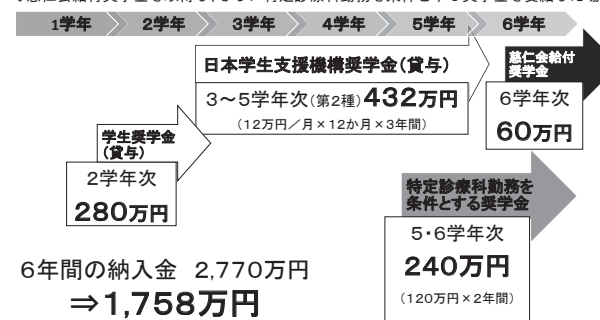 1学年 2学年 3学年 4学年 5学年 6学年
日本学生支援機構奨学金(貸与)
3～5学年次(第2種)432万円
(12万円／月×12か月×3年間)
慈仁会給付
奨学金
6学年次
60万円
学生奨学金
(貸与)
2学年次
280万円
特定診療科勤務を
条件とする奨学金
5・6学年次
240万円
(120万円×2年間)
6年間の納入金 2,770万円
⇒1,758万円